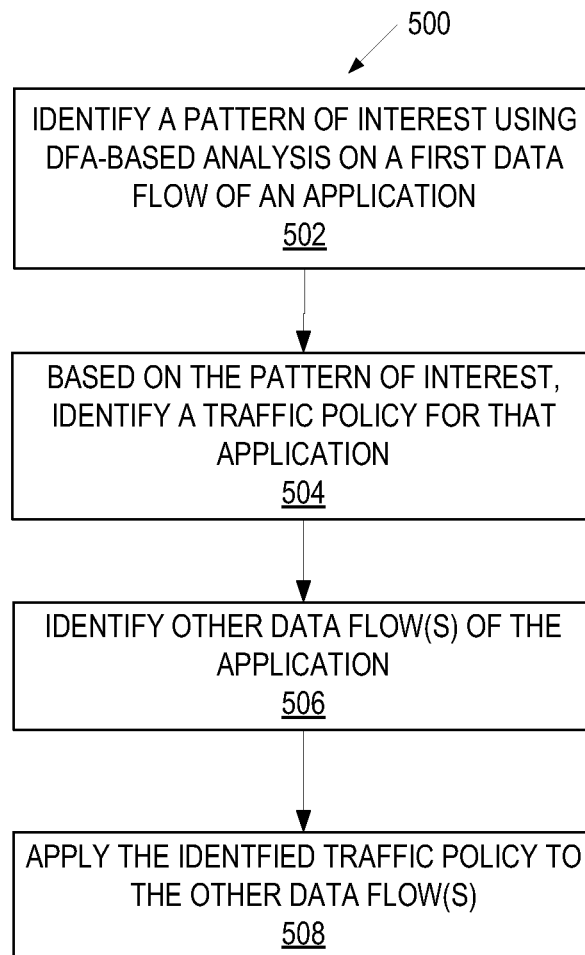 500
IDENTIFY A PATTERN OF INTEREST USING
DFA-BASED ANALYSIS ON A FIRST DATA
FLOW OF AN APPLICATION
502
BASED ON THE PATTERN OF INTEREST,
IDENTIFY A TRAFFIC POLICY FOR THAT
APPLICATION
504
IDENTIFY OTHER DATA FLOW(S) OF THE
APPLICATION
506
APPLY THE IDENTFIED TRAFFIC POLICY TO
THE OTHER DATA FLOW(S)
508